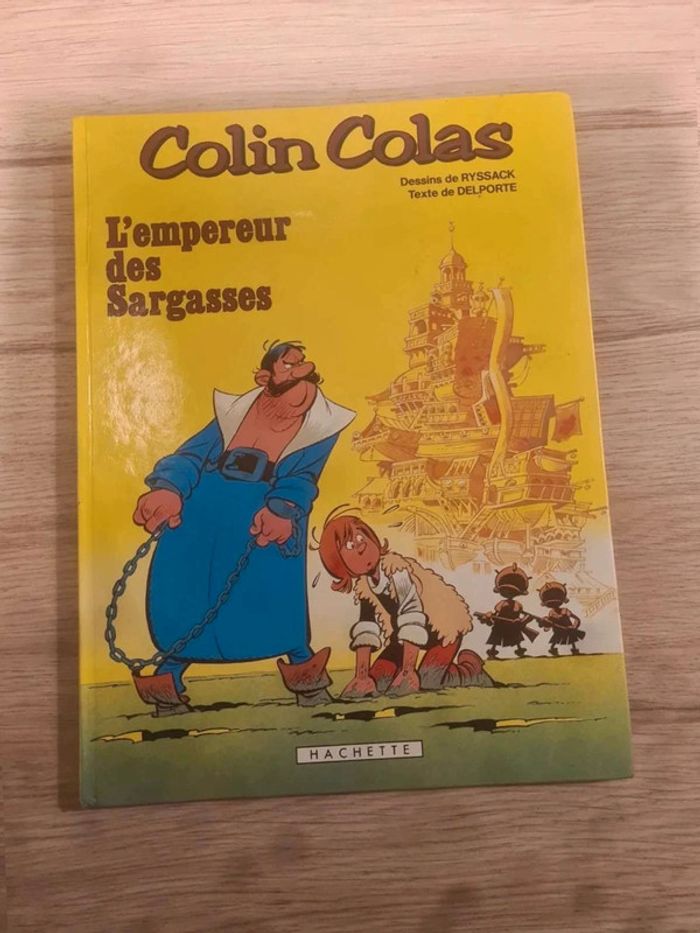 Colin Colas
Dessins de RYSSACK
Texte de DELPORTE
L'empereur
des
Sargasses
HACHETTE